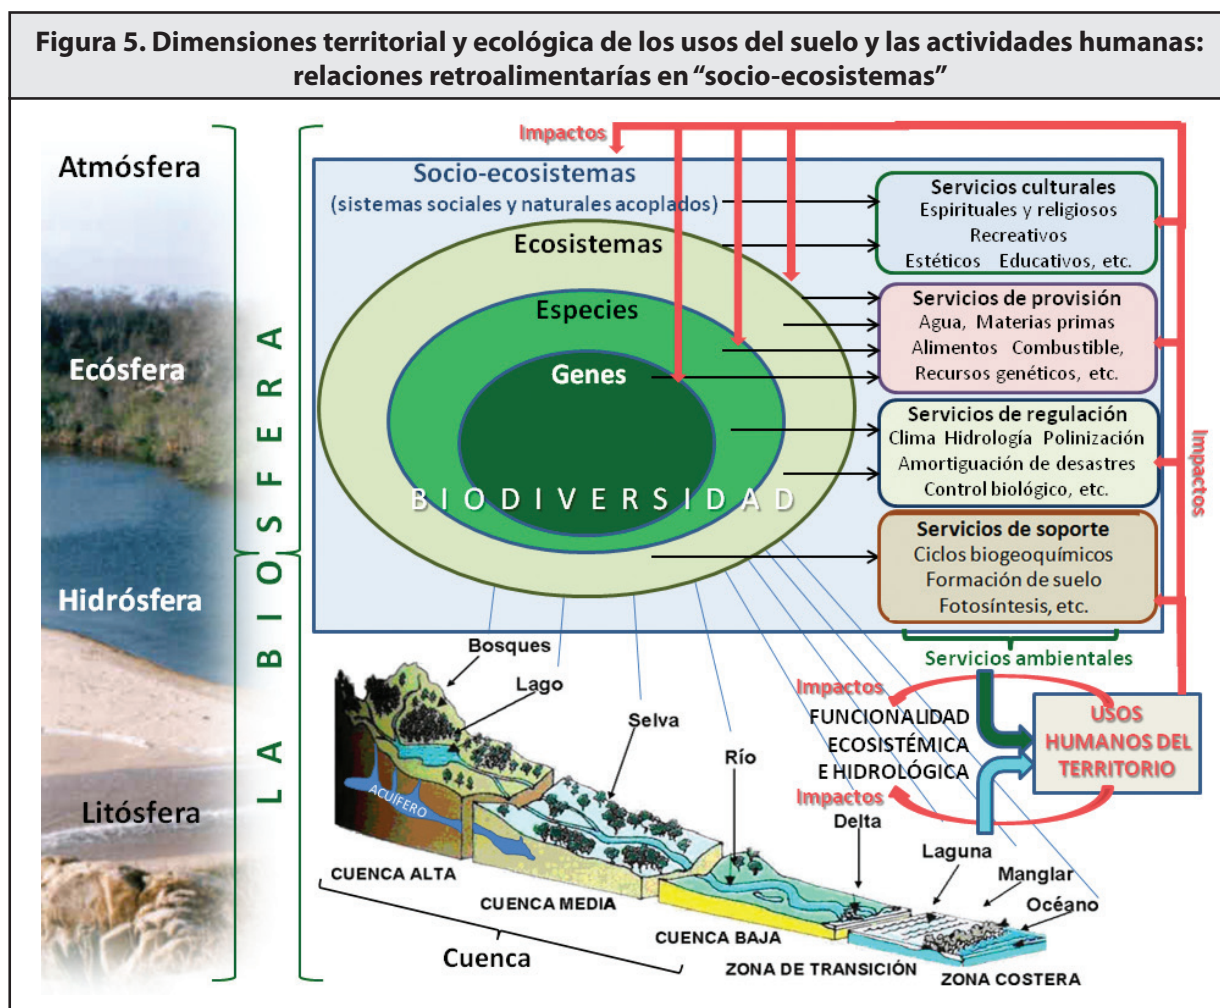 Figura 5. Dimensiones territorial y ecológica de los usos del suelo y las actividades humanas:
relaciones retroalimentarías en “socio-ecosistemas”
Atmósfera
Ecósfera
Hidrósfera
Litósfera
LA BIOSFERA
Impactos
Socio-ecosistemas
(sistemas sociales y naturales acoplados)
Ecosistemas
Especies
Genes
BIODIVERSIDAD
Servicios culturales
Espirituales y religiosos
Recreativos
Estéticos Educativos, etc.
Servicios de provisión
Agua, Materias primas
Alimentos Combustible,
Recursos genéticos, etc.
Servicios de regulación
Clima Hidrología Polinización
Amortiguación de desastres
Control biológico, etc.
Servicios de soporte
Ciclos biogeoquímicos
Formación de suelo
Fotosíntesis, etc.
Impactos
Servicios ambientales
Impactos
FUNCIONALIDAD
ECOSISTÉMICA
E HIDROLÓGICA
Impactos
USOS
HUMANOS DEL
TERRITORIO
Bosques
Lago
Selva
Río
ACUÍFERO
Delta
Laguna
Manglar
Océano
CUENCA ALTA
CUENCA MEDIA
CUENCA BAJA
Cuenca
ZONA DE TRANSICIÓN
ZONA COSTERA